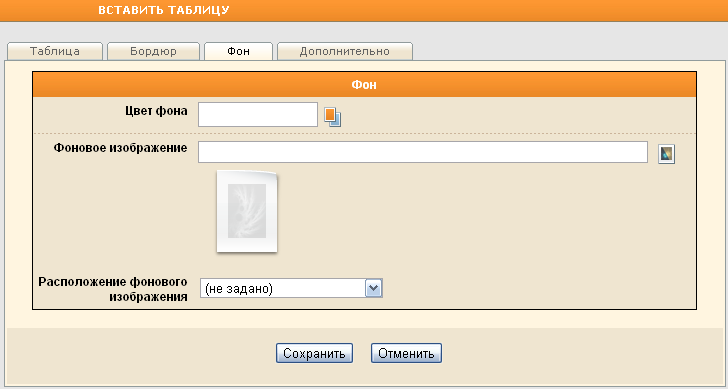 ВСТАВИТЬ ТАБЛИЦУ
Таблица Бордюр Фон Дополнительно
Фон
Цвет фона
Фоновое изображение
Расположение фонового
изображения
(не задано)
Сохранить Отменить